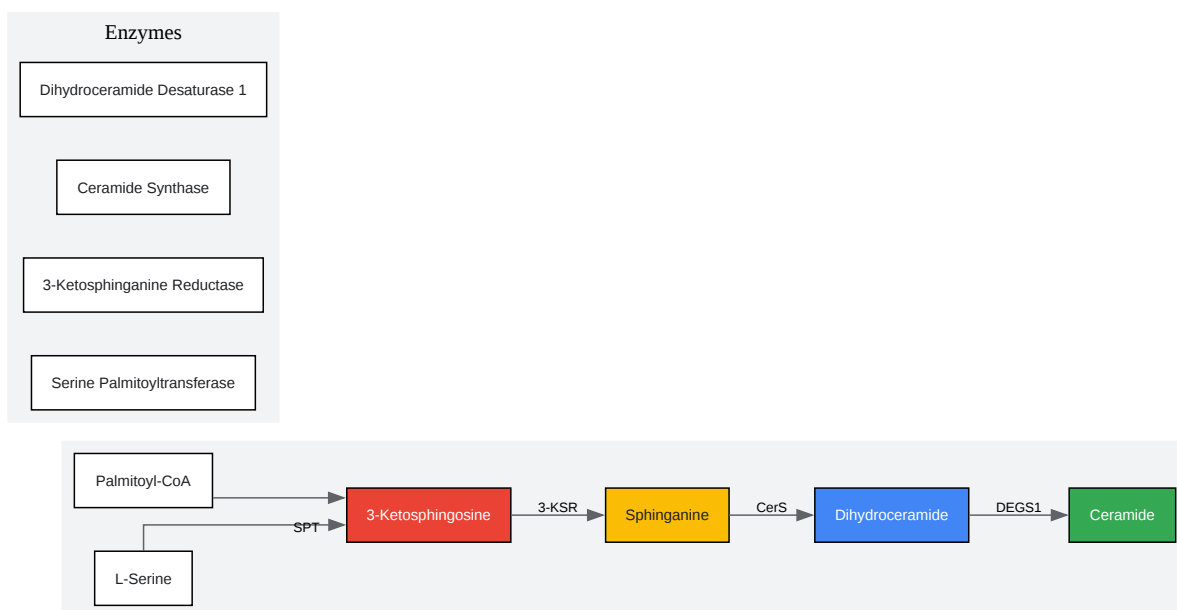 Enzymes
Dihydroceramide Desaturase 1
Ceramide Synthase
3-Ketosphinganine Reductase
Serine Palmitoyltransferase
Palmitoyl-CoA
L-Serine
SPT
3-Ketosphingosine
3-KSR
Sphinganine
CerS
Dihydroceramide
DEGS1
Ceramide